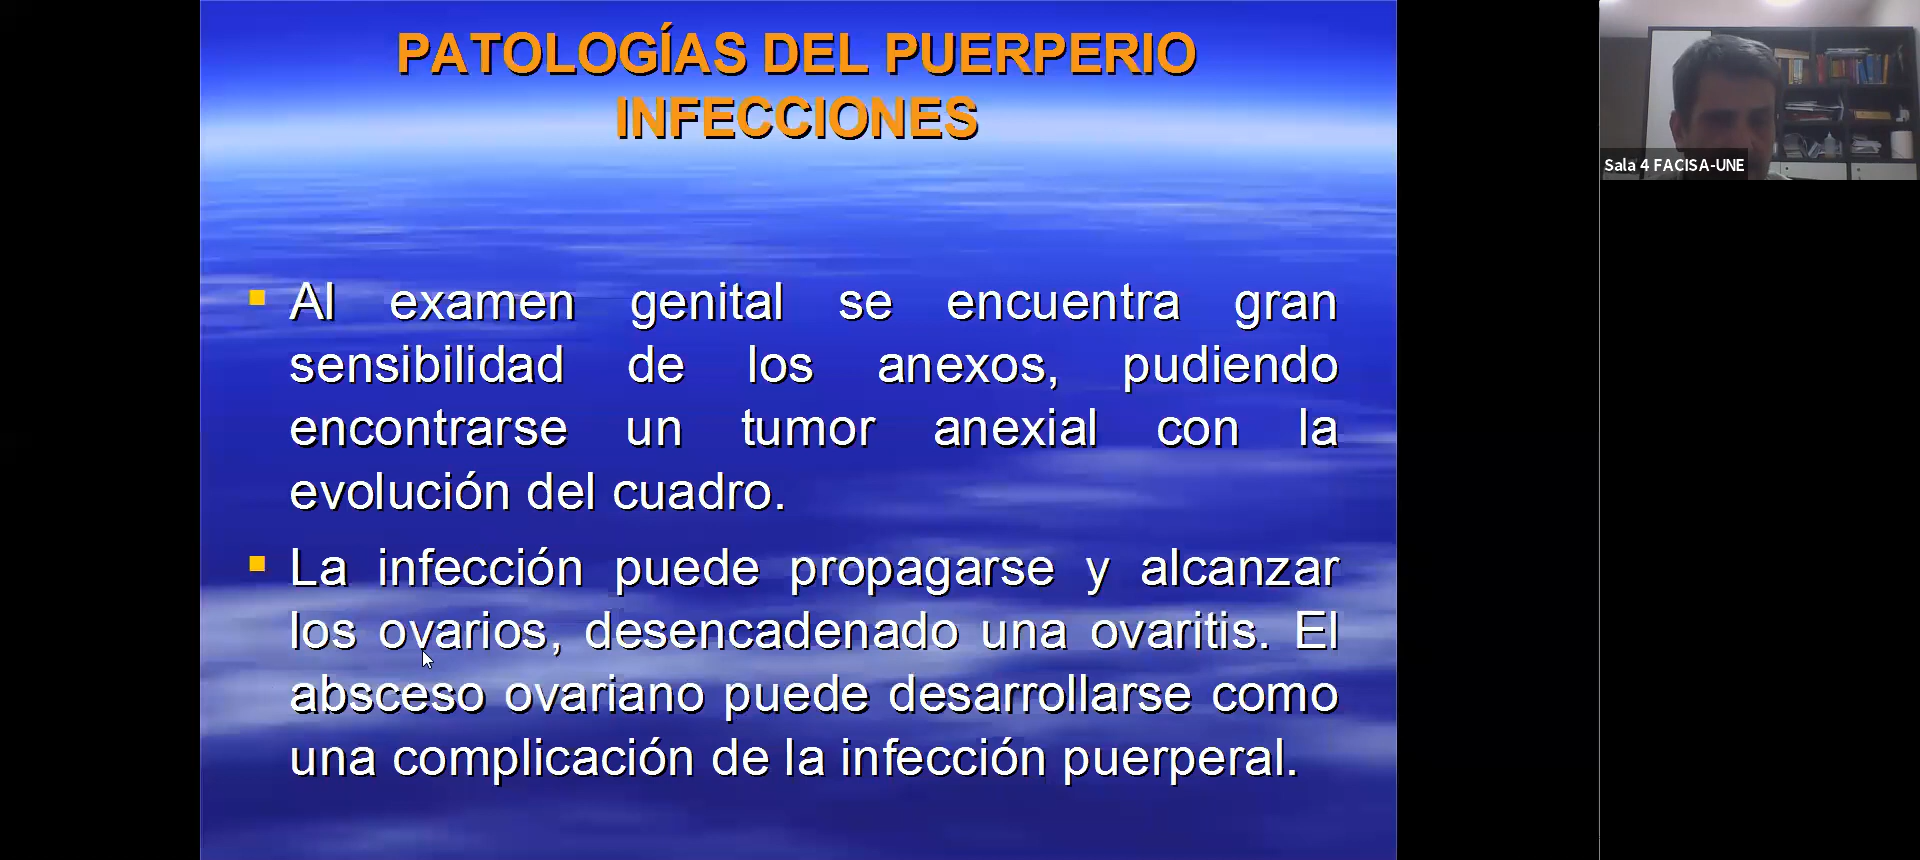 PATOLOGÍAS DEL PUERPERIO
INFECCIONES
Al examen genital se encuentra gran
sensibilidad de los anexos, pudiendo
encontrarse un tumor anexial con la
evolución del cuadro.
La infección puede propagarse y alcanzar
los ovarios, desencadenado una ovaritis. El
absceso ovariano puede desarrollarse como
una complicación de la infección puerperal.
Sala 4 FACISA-UNE